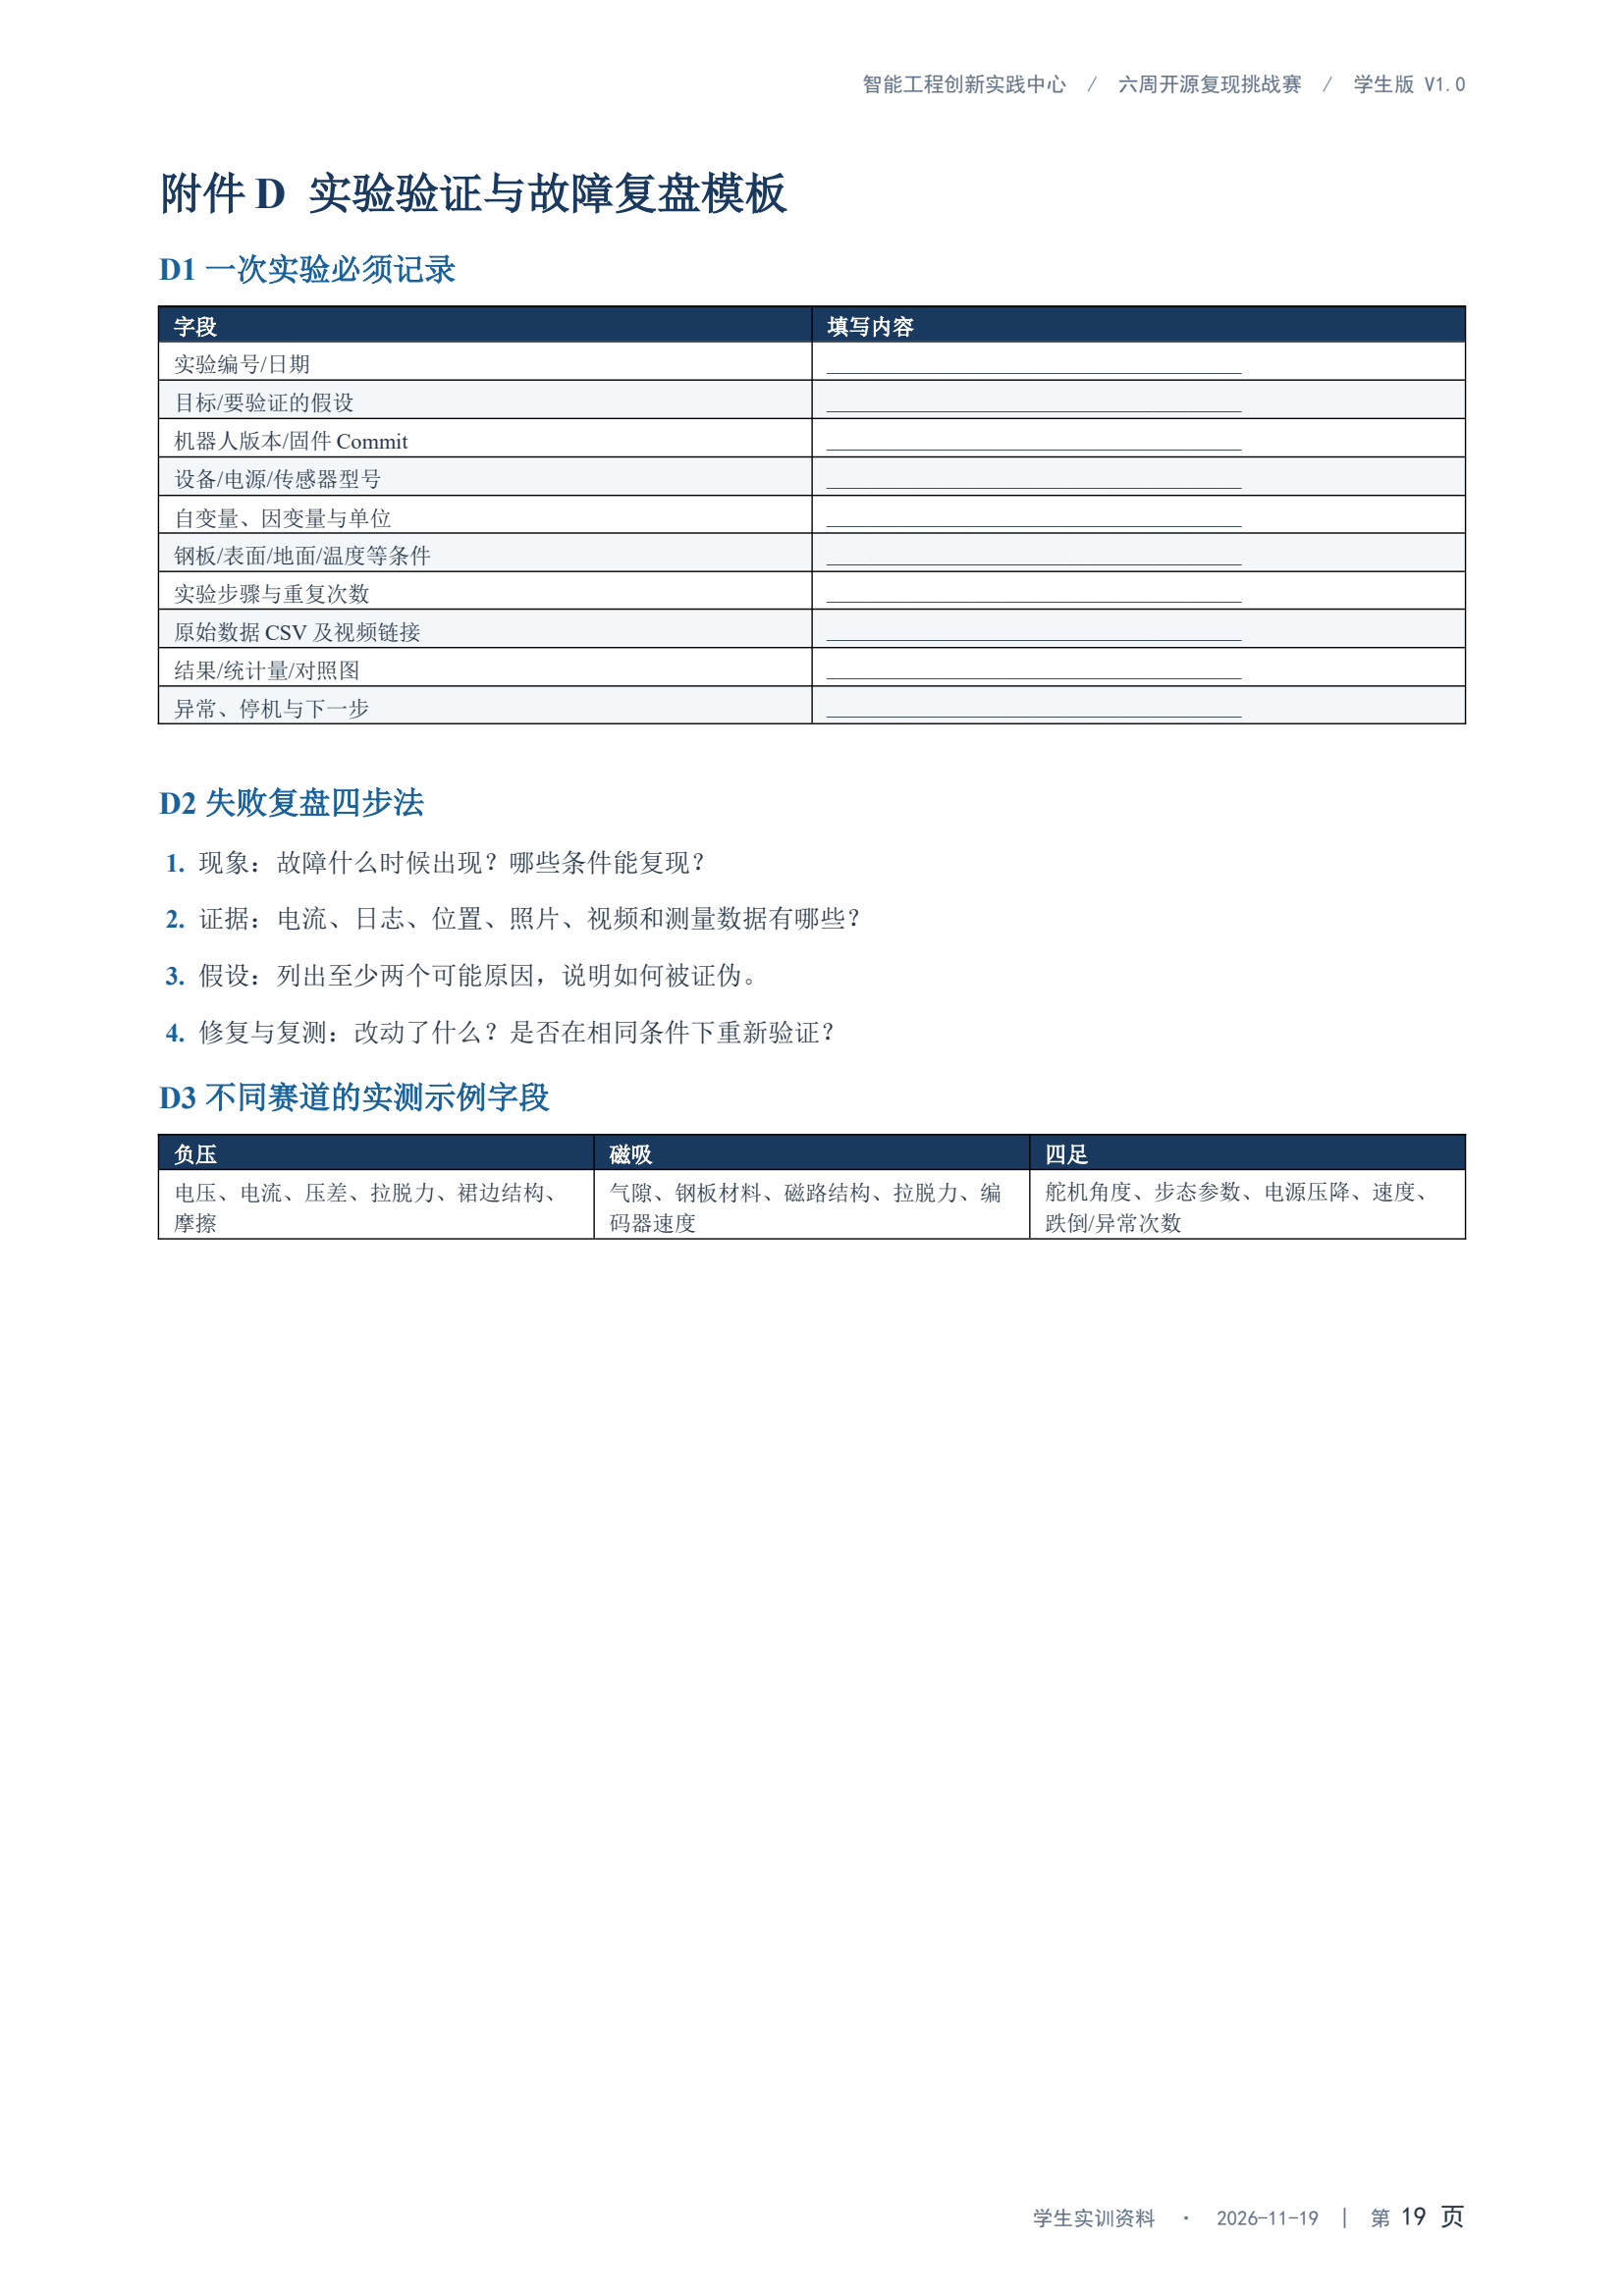 智能工程创新实践中心 / 六周开源复现挑战赛 / 学生版 V1.0
附件 D 实验验证与故障复盘模板
D1 一次实验必须记录
字段 填写内容
实验编号/日期 ________________________________________
目标/要验证的假设 ________________________________________
机器人版本/固件 Commit ________________________________________
设备/电源/传感器型号 ________________________________________
自变量、因变量与单位 ________________________________________
钢板/表面/地面/温度等条件 ________________________________________
实验步骤与重复次数 ________________________________________
原始数据 CSV 及视频链接 ________________________________________
结果/统计量/对照图 ________________________________________
异常、停机与下一步 ________________________________________
D2 失败复盘四步法
1. 现象：故障什么时候出现？哪些条件能复现？
2. 证据：电流、日志、位置、照片、视频和测量数据有哪些？
3. 假设：列出至少两个可能原因，说明如何被证伪。
4. 修复与复测：改动了什么？是否在相同条件下重新验证？
D3 不同赛道的实测示例字段
负压 磁吸 四足
电压、电流、压差、拉脱力、裙边结构、
摩擦
气隙、钢板材料、磁路结构、拉脱力、编
码器速度
舵机角度、步态参数、电源压降、速度、
跌倒/异常次数
学生实训资料 · 2026-11-19 | 第 19 页